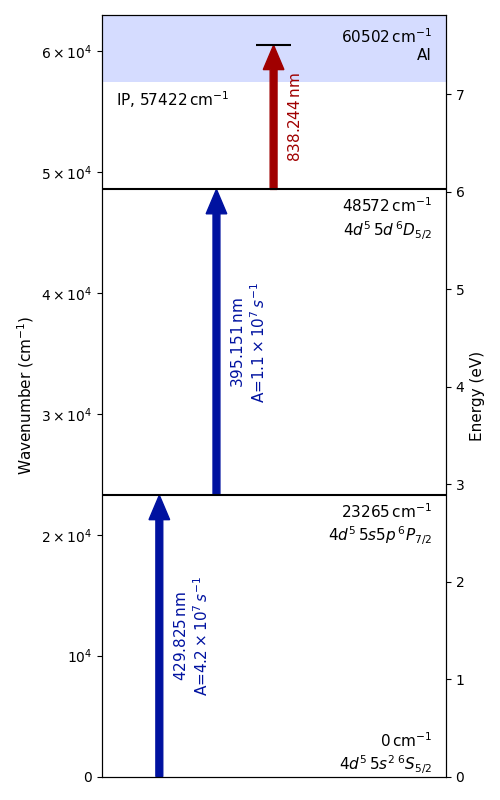 60502 cm⁻¹
AI
6 × 10⁴
IP, 57422 cm⁻¹
7
838.244 nm
5 × 10⁴
6
48572 cm⁻¹
4d⁵ 5d ⁶D₅/₂
5
4 × 10⁴
395.151 nm
A=1.1 × 10⁷ s⁻¹
Wavenumber (cm⁻¹)
Energy (eV)
4
3 × 10⁴
3
23265 cm⁻¹
4d⁵ 5s5p ⁶P₇/₂
2 × 10⁴
2
429.825 nm
A=4.2 × 10⁷ s⁻¹
10⁴
1
0 cm⁻¹
4d⁵ 5s² ⁶S₅/₂
0
0